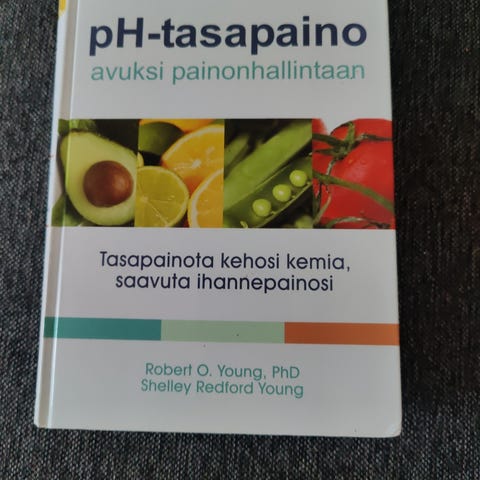 pH-tasapaino
avuksi painonhallintaan
Tasapainota kehosi kemia,
saavuta ihannepainosi
Robert O. Young, PhD
Shelley Redford Young